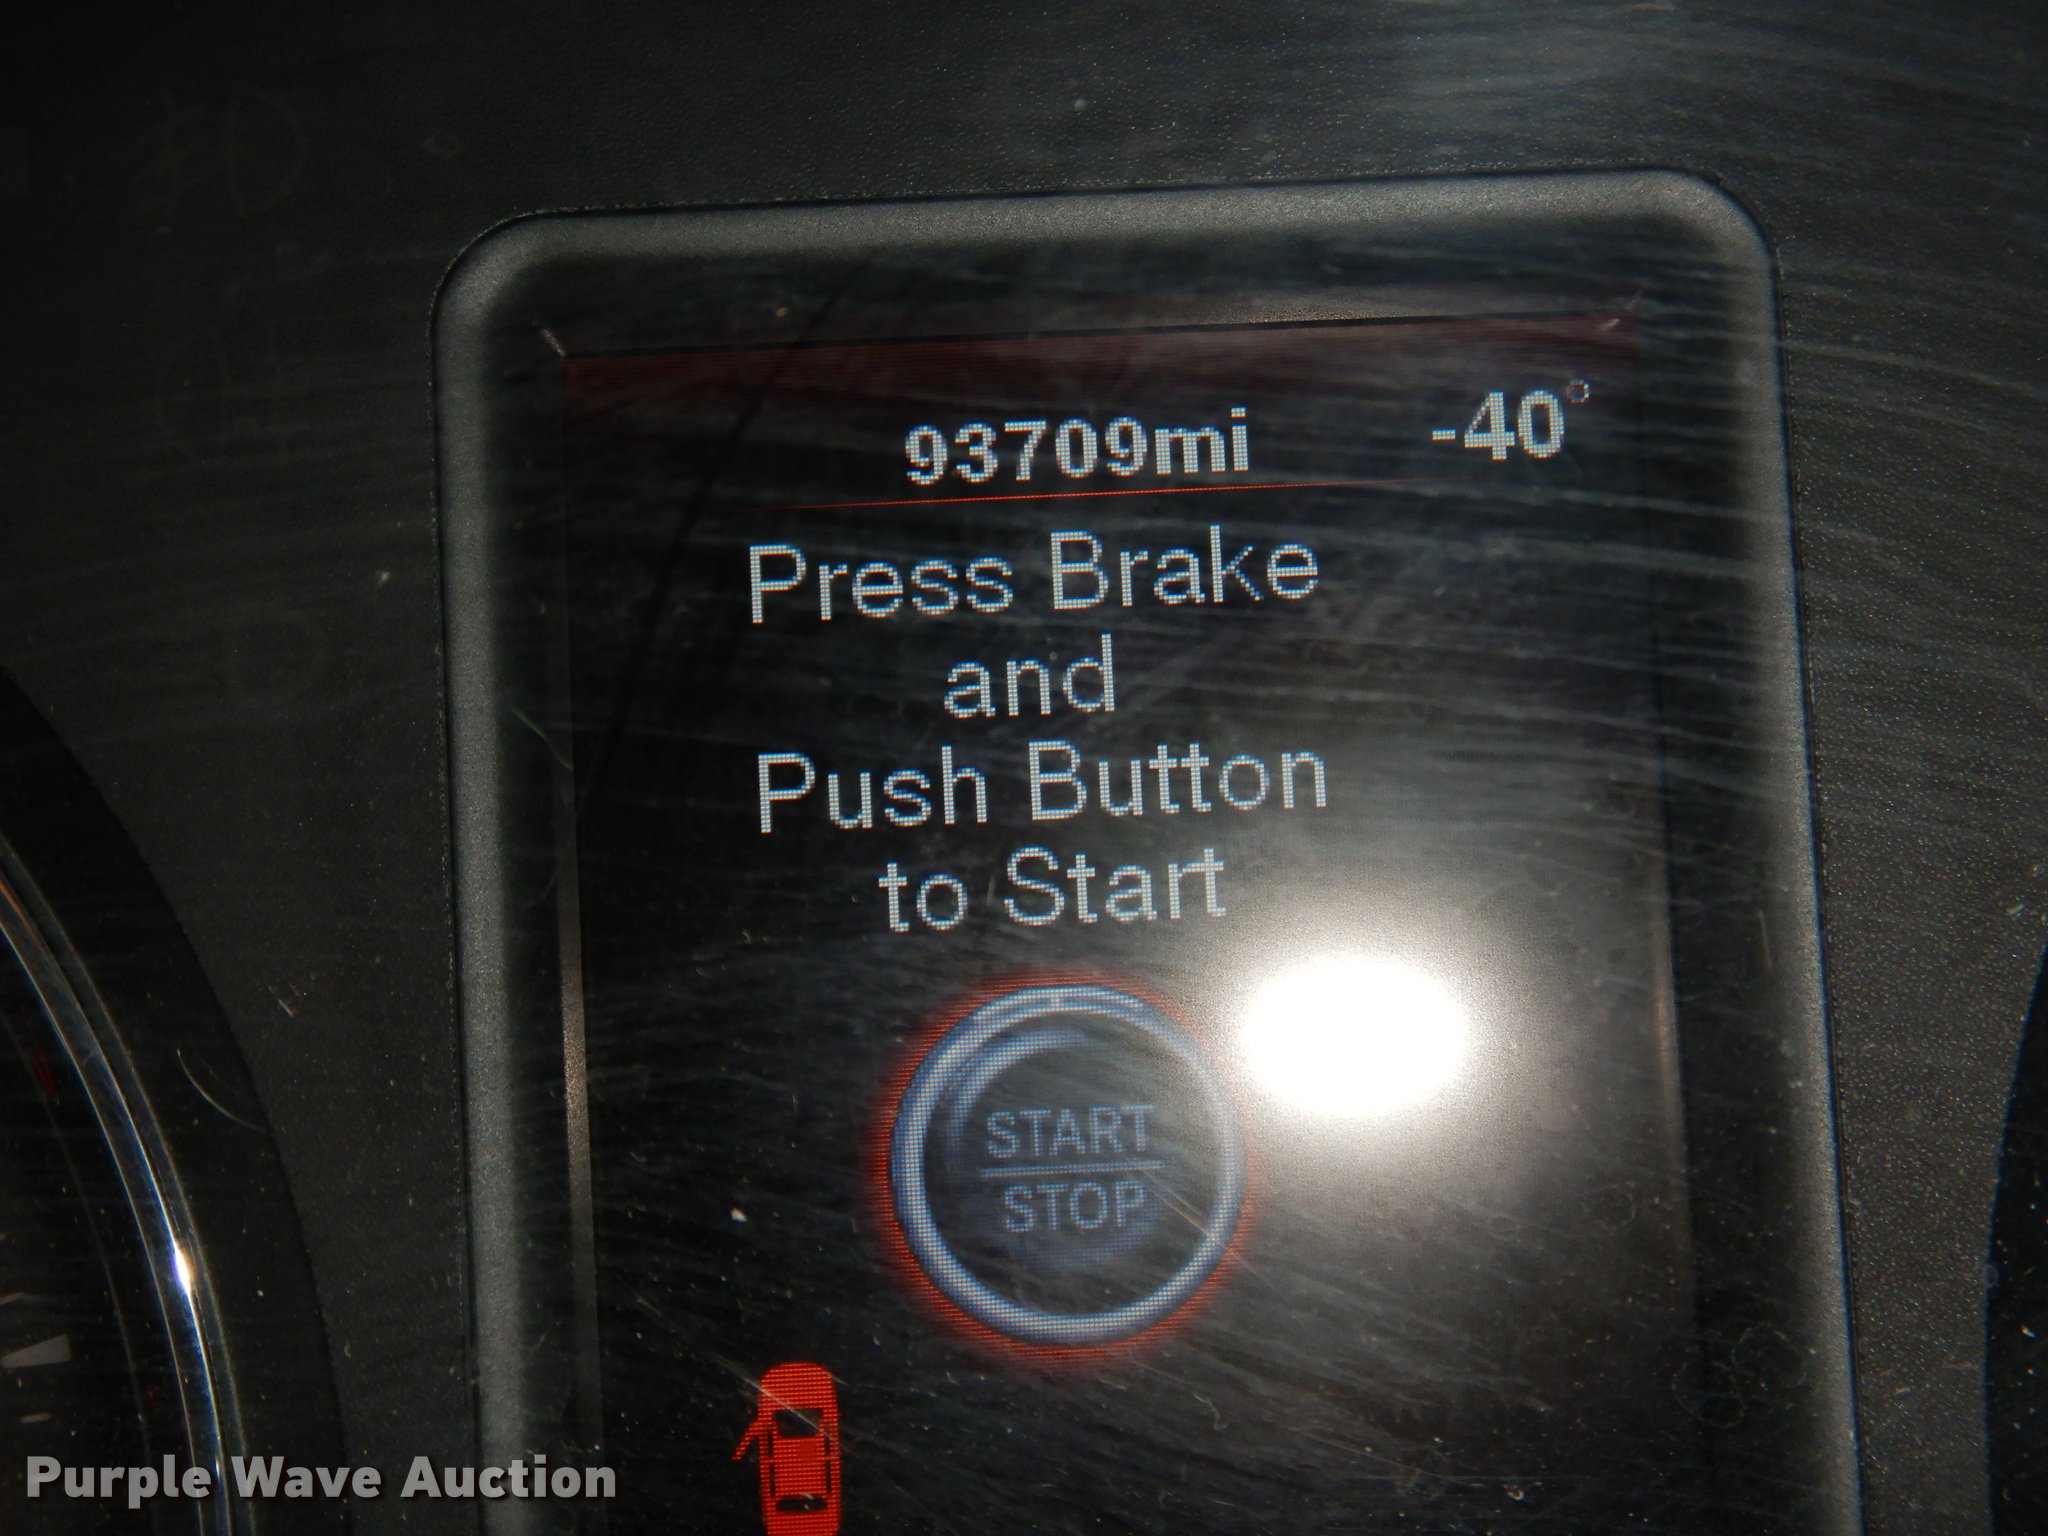 93709mi -40°
Press Brake
and
Push Button
to Start
START
STOP
Purple Wave Auction